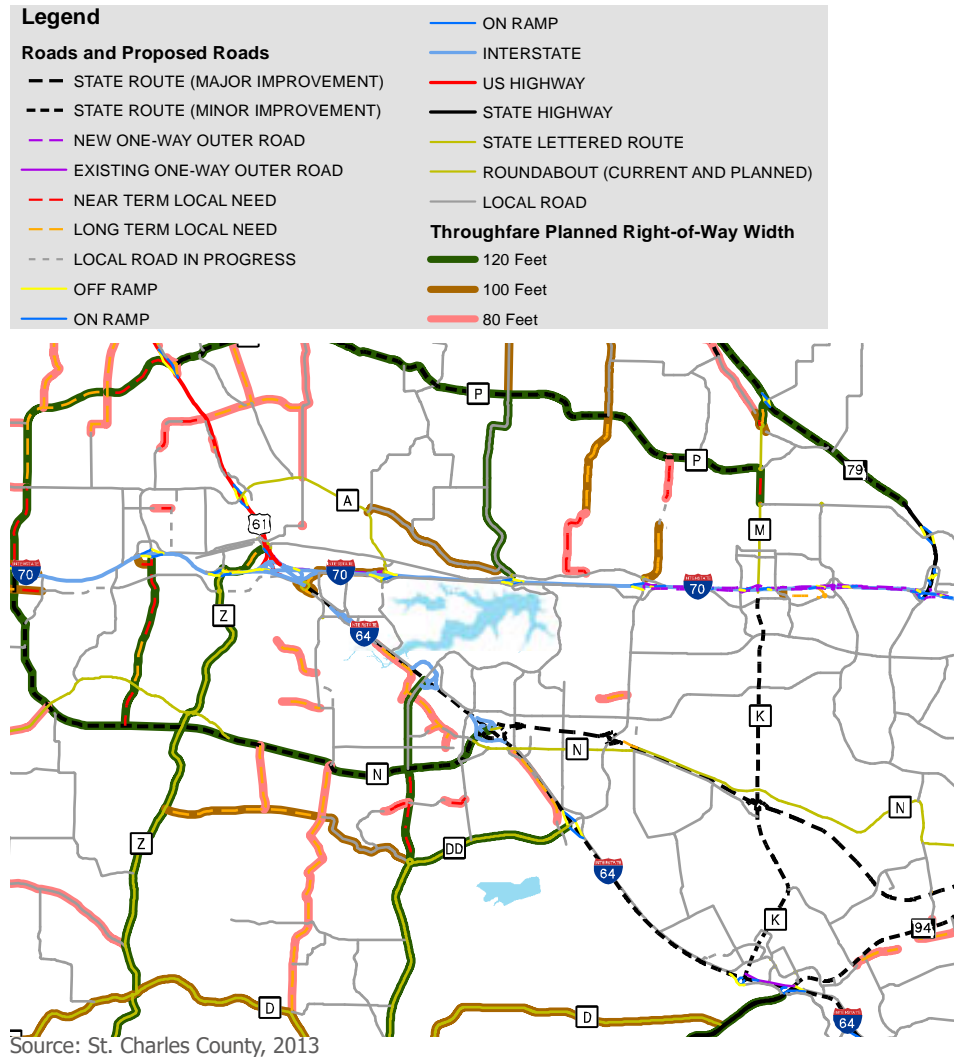 Legend
Roads and Proposed Roads
STATE ROUTE (MAJOR IMPROVEMENT)
STATE ROUTE (MINOR IMPROVEMENT)
NEW ONE-WAY OUTER ROAD
EXISTING ONE-WAY OUTER ROAD
NEAR TERM LOCAL NEED
LONG TERM LOCAL NEED
LOCAL ROAD IN PROGRESS
OFF RAMP
ON RAMP
ON RAMP
INTERSTATE
US HIGHWAY
STATE HIGHWAY
STATE LETTERED ROUTE
ROUNDABOUT (CURRENT AND PLANNED)
LOCAL ROAD
Throughfare Planned Right-of-Way Width
120 Feet
100 Feet
80 Feet
P
P
79
A
61
M
70
70
70
Z
64
K
N
N
N
Z
DD
64
K
94
D
D
64
Source: St. Charles County, 2013